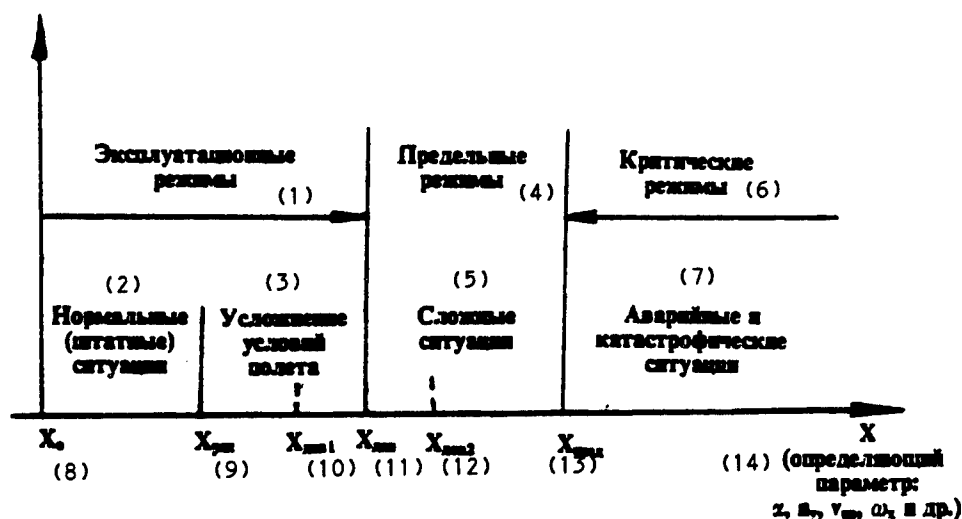 Эксплуатационные
режимы
(1)
Предельные
режимы
(4)
Критические
режимы (6)
(2)
Нормальные
(штатные)
ситуации
(3)
Усложнение
условий
полета
(5)
Сложные
ситуации
(7)
Аварийные и
катастрофические
ситуации
X
X
X
X
X
X
X
(8)
(9)
(10)
(11)
(12)
(13)
(14) (определяющий
параметр:
и др.)